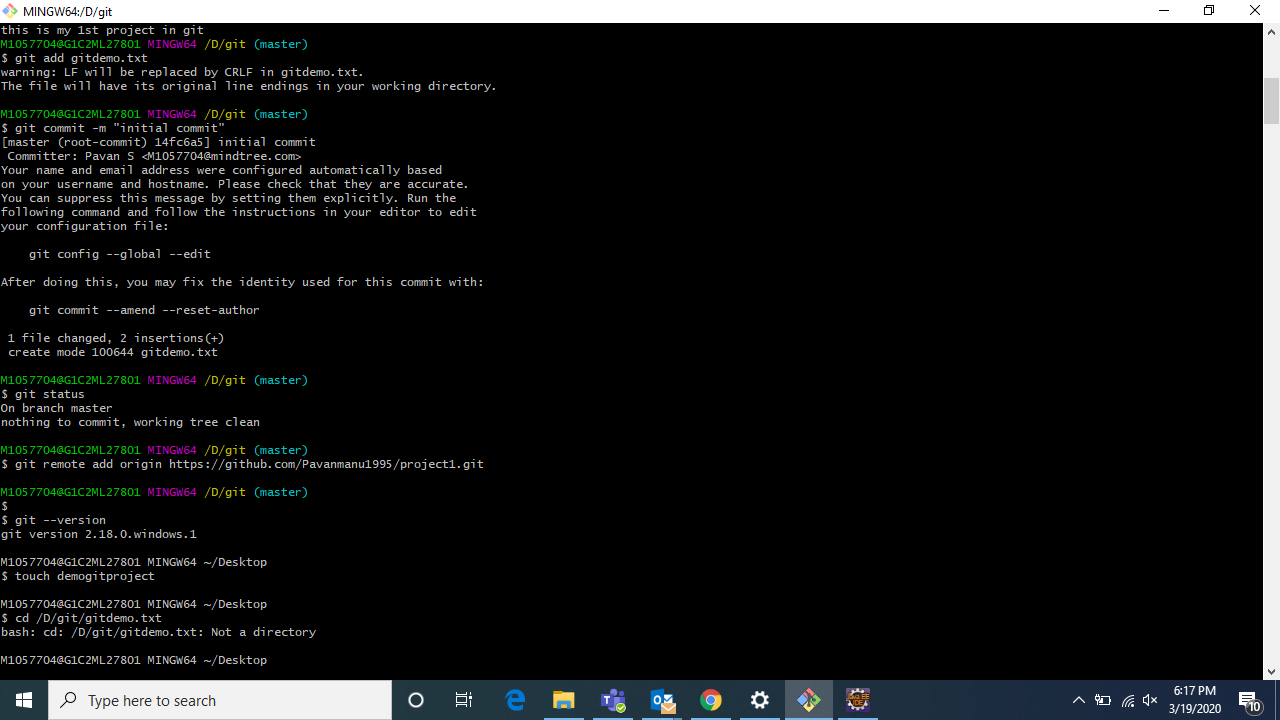 MINGW64:/D/git
this is my 1st project in git
M1057704@G1C2ML27801 MINGW64 /D/git (master)
$ git add gitdemo.txt
warning: LF will be replaced by CRLF in gitdemo.txt.
The file will have its original line endings in your working directory.
M1057704@G1C2ML27801 MINGW64 /D/git (master)
$ git commit -m "initial commit"
[master (root-commit) 14fc6a5] initial commit
Committer: Pavan S <M1057704@mindtree.com>
Your name and email address were configured automatically based
on your username and hostname. Please check that they are accurate.
You can suppress this message by setting them explicitly. Run the
following command and follow the instructions in your editor to edit
your configuration file:
git config --global --edit
After doing this, you may fix the identity used for this commit with:
git commit --amend --reset-author
1 file changed, 2 insertions(+)
create mode 100644 gitdemo.txt
M1057704@G1C2ML27801 MINGW64 /D/git (master)
$ git status
On branch master
nothing to commit, working tree clean
M1057704@G1C2ML27801 MINGW64 /D/git (master)
$ git remote add origin https://github.com/Pavanmanu1995/project1.git
M1057704@G1C2ML27801 MINGW64 /D/git (master)
$
$ git --version
git version 2.18.0.windows.1
M1057704@G1C2ML27801 MINGW64 ~/Desktop
$ touch demogitproject
M1057704@G1C2ML27801 MINGW64 ~/Desktop
$ cd /D/git/gitdemo.txt
bash: cd: /D/git/gitdemo.txt: Not a directory
M1057704@G1C2ML27801 MINGW64 ~/Desktop
Type here to search
Java EE
IDE
6:17 PM
3/19/2020
10